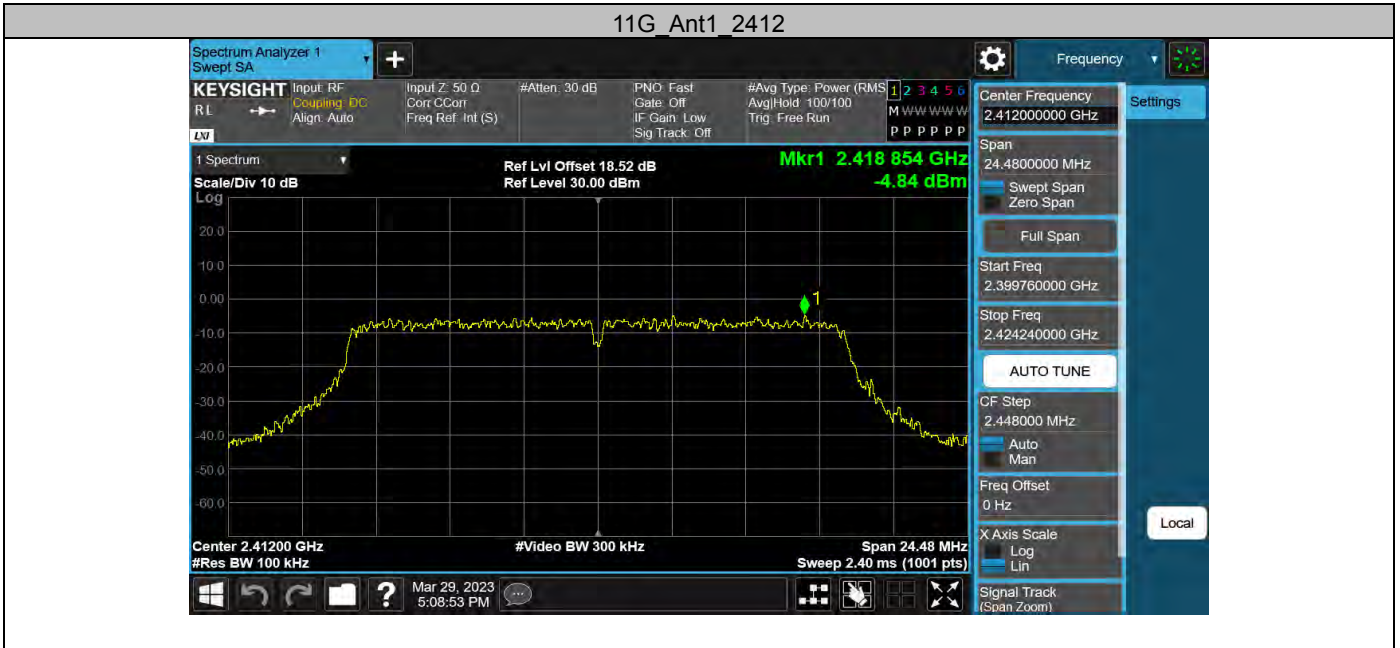 11G_Ant1_2412
Spectrum Analyzer 1
Swept SA
+
Frequency
KEYSIGHT
RL
LXI
Input: RF
Coupling: DC
Align: Auto
Input Z: 50 Ω
Corr CCorr
Freq Ref: Int (S)
#Atten: 30 dB
PNO: Fast
Gate: Off
IF Gain: Low
Sig Track: Off
#Avg Type: Power (RMS
Avg|Hold: 100/100
Trig: Free Run
1 2 3 4 5 6
M W W W W W
P P P P P P
1 Spectrum
Scale/Div 10 dB
Log
Ref Lvl Offset 18.52 dB
Ref Level 30.00 dBm
Mkr1 2.418 854 GHz
-4.84 dBm
20.0
10.0
0.00
-10.0
-20.0
-30.0
-40.0
-50.0
-60.0
1
Center 2.41200 GHz
#Res BW 100 kHz
#Video BW 300 kHz
Span 24.48 MHz
Sweep 2.40 ms (1001 pts)
Center Frequency
2.412000000 GHz
Settings
Span
24.4800000 MHz
Swept Span
Zero Span
Full Span
Start Freq
2.399760000 GHz
Stop Freq
2.424240000 GHz
AUTO TUNE
CF Step
2.448000 MHz
Auto
Man
Freq Offset
0 Hz
X Axis Scale
Log
Lin
Local
Signal Track
(Span Zoom)
?
Mar 29, 2023
5:08:53 PM